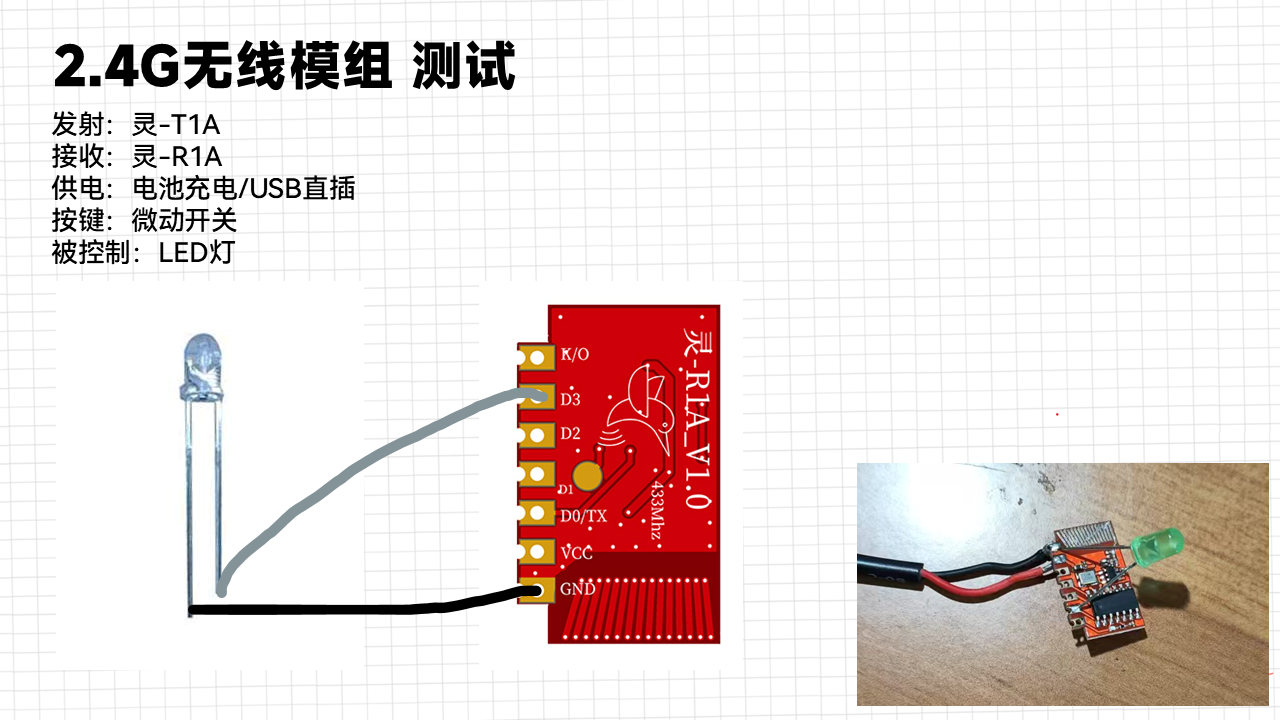 2.4G无线模组 测试
发射：灵-T1A
接收：灵-R1A
供电：电池充电/USB直插
按键：微动开关
被控制：LED灯
K/O
D3
D2
D1
D0/TX
VCC
GND
灵-R1A_V1.0
433Mhz